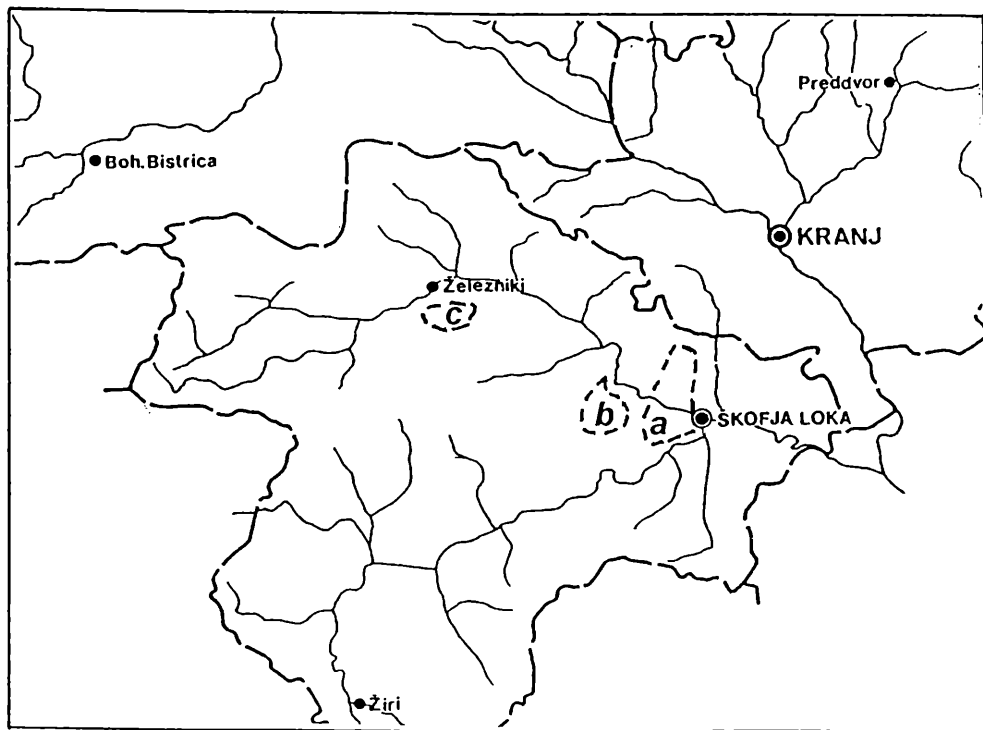 Preddvor
Boh. Bistrica
KRANJ
Železniki
c
b
a
ŠKOFJA LOKA
Žiri